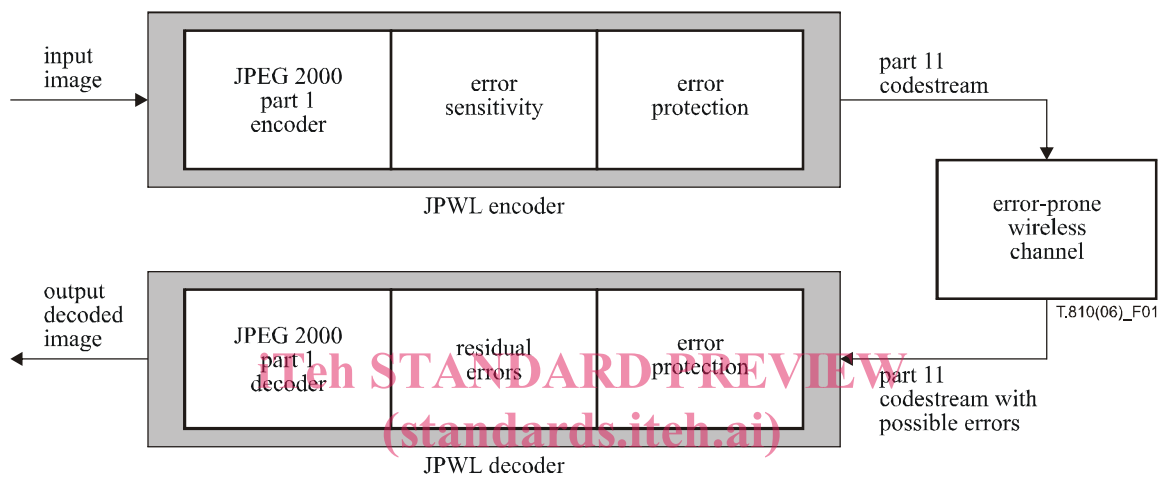 input
image
JPEG 2000
part 1
encoder
error
sensitivity
error
protection
part 11
codestream
JPWL encoder
error-prone
wireless
channel
T.810(06)_F01
output
decoded
image
JPEG 2000
part 1
decoder
residual
errors
error
protection
part 11
codestream with
possible errors
JPWL decoder
iTeh STANDARD PREVIEW
(standards.iteh.ai)